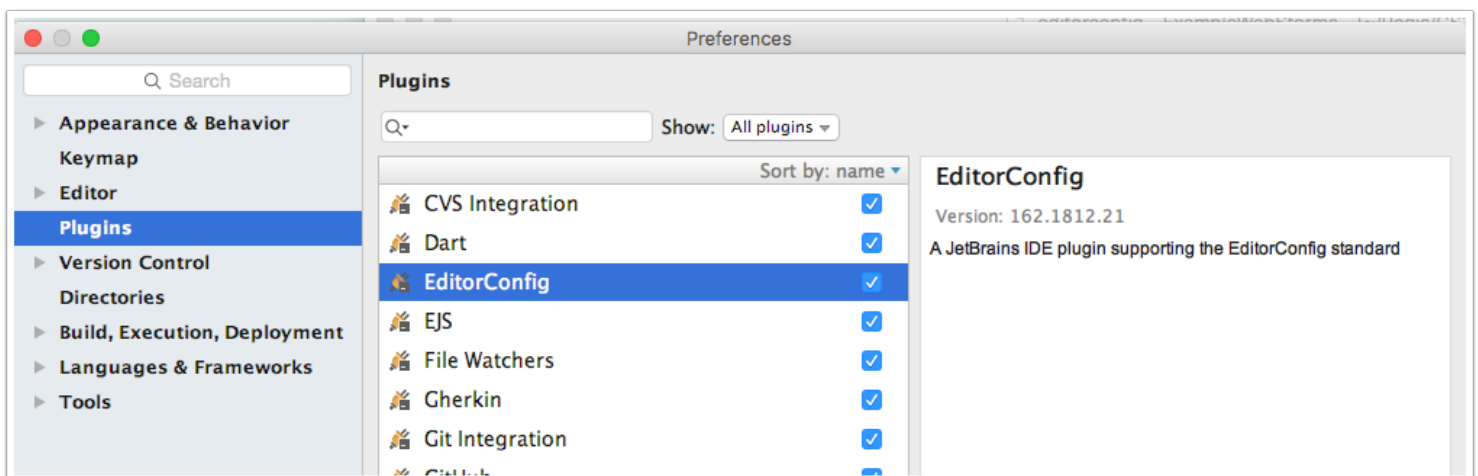 Preferences
Search
Appearance & Behavior
Keymap
Editor
Plugins
Version Control
Directories
Build, Execution, Deployment
Languages & Frameworks
Tools
Plugins
Show: All plugins
Sort by: name
CVS Integration
Dart
EditorConfig
EJS
File Watchers
Gherkin
Git Integration
GitHub
EditorConfig
Version: 162.1812.21
A JetBrains IDE plugin supporting the EditorConfig standard